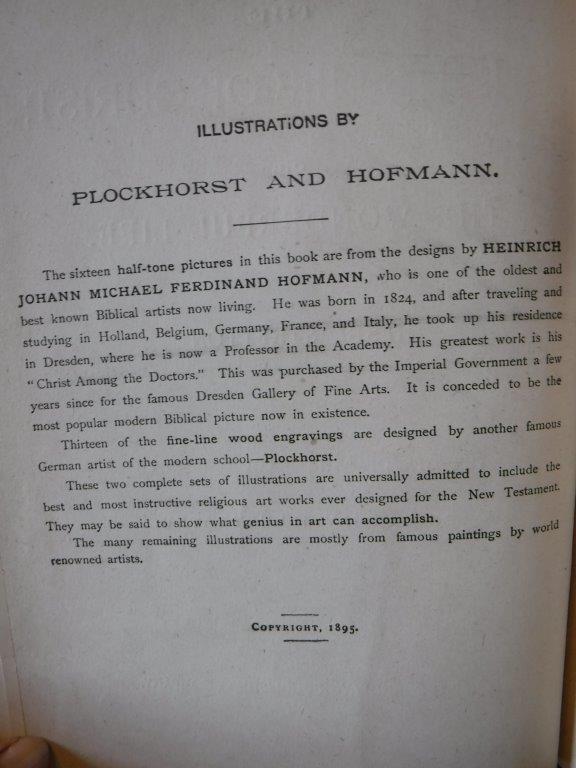 ILLUSTRATIONS BY
PLOCKHORST AND HOFMANN.
The sixteen half-tone pictures in this book are from the designs by HEINRICH
JOHANN MICHAEL FERDINAND HOFMANN, who is one of the oldest and
best known Biblical artists now living. He was born in 1824, and after traveling and
studying in Holland, Belgium, Germany, France, and Italy, he took up his residence
in Dresden, where he is now a Professor in the Academy. His greatest work is his
"Christ Among the Doctors." This was purchased by the Imperial Government a few
years since for the famous Dresden Gallery of Fine Arts. It is conceded to be the
most popular modern Biblical picture now in existence.
Thirteen of the fine-line wood engravings are designed by another famous
German artist of the modern school—Plockhorst.
These two complete sets of illustrations are universally admitted to include the
best and most instructive religious art works ever designed for the New Testament.
They may be said to show what genius in art can accomplish.
The many remaining illustrations are mostly from famous paintings by world
renowned artists.
COPYRIGHT, 1895.